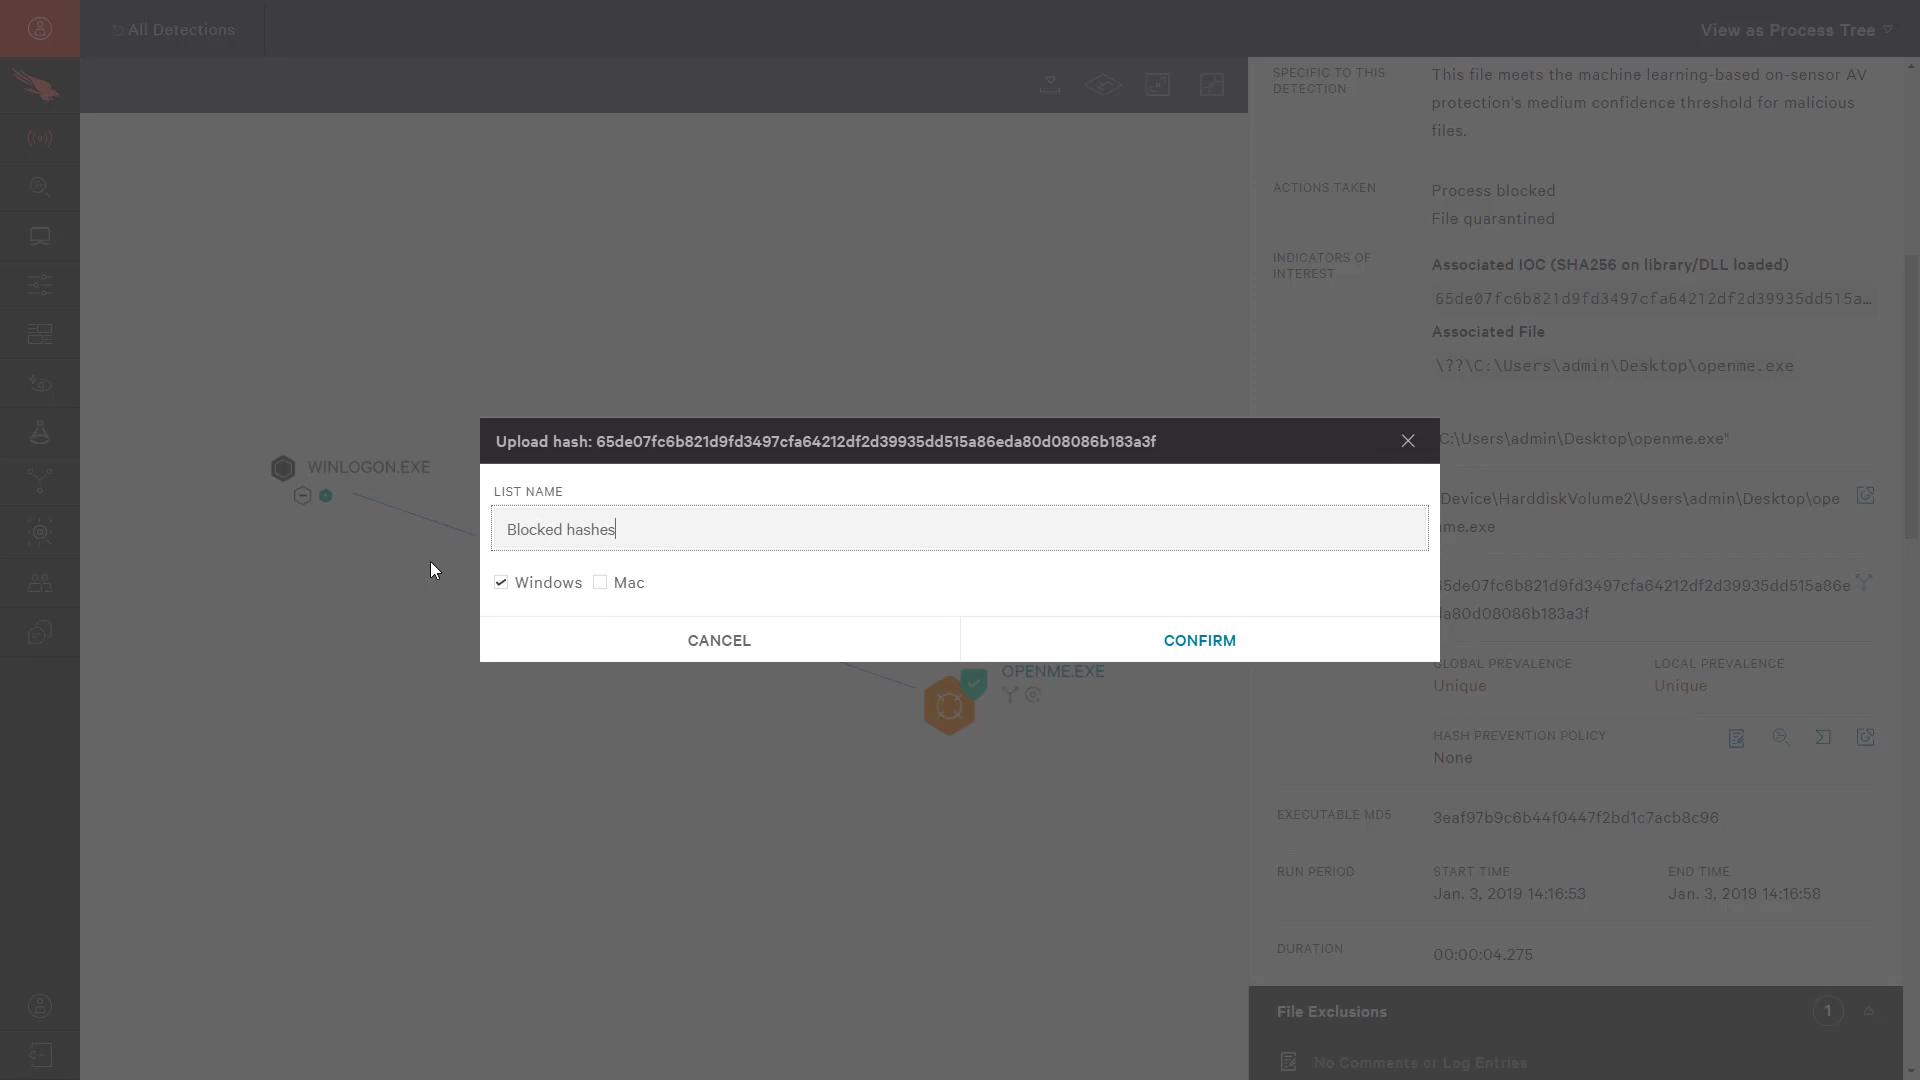 All Detections
View as Process Tree
SPECIFIC TO THIS
DETECTION
This file meets the machine learning-based on-sensor AV
protection's medium confidence threshold for malicious
files.
ACTIONS TAKEN
Process blocked
File quarantined
INDICATORS OF
INTEREST
Associated IOC (SHA256 on library/DLL loaded)
65de07fc6b821d9fd3497cfa64212df2d39935dd515a…
Associated File
\??\C:\Users\admin\Desktop\openme.exe
Upload hash: 65de07fc6b821d9fd3497cfa64212df2d39935dd515a86eda80d08086b183a3f
C:\Users\admin\Desktop\openme.exe"
WINLOGON.EXE
LIST NAME
Blocked hashes
Device\HarddiskVolume2\Users\admin\Desktop\ope
me.exe
Windows
Mac
5de07fc6b821d9fd3497cfa64212df2d39935dd515a86e
da80d08086b183a3f
CANCEL
CONFIRM
OPENME.EXE
GLOBAL PREVALENCE
Unique
LOCAL PREVALENCE
Unique
HASH PREVENTION POLICY
None
EXECUTABLE MD5
3eaf97b9c6b44f0447f2bd1c7acb8c96
RUN PERIOD
START TIME
Jan. 3, 2019 14:16:53
END TIME
Jan. 3, 2019 14:16:58
DURATION
00:00:04.275
File Exclusions
1
No Comments or Log Entries